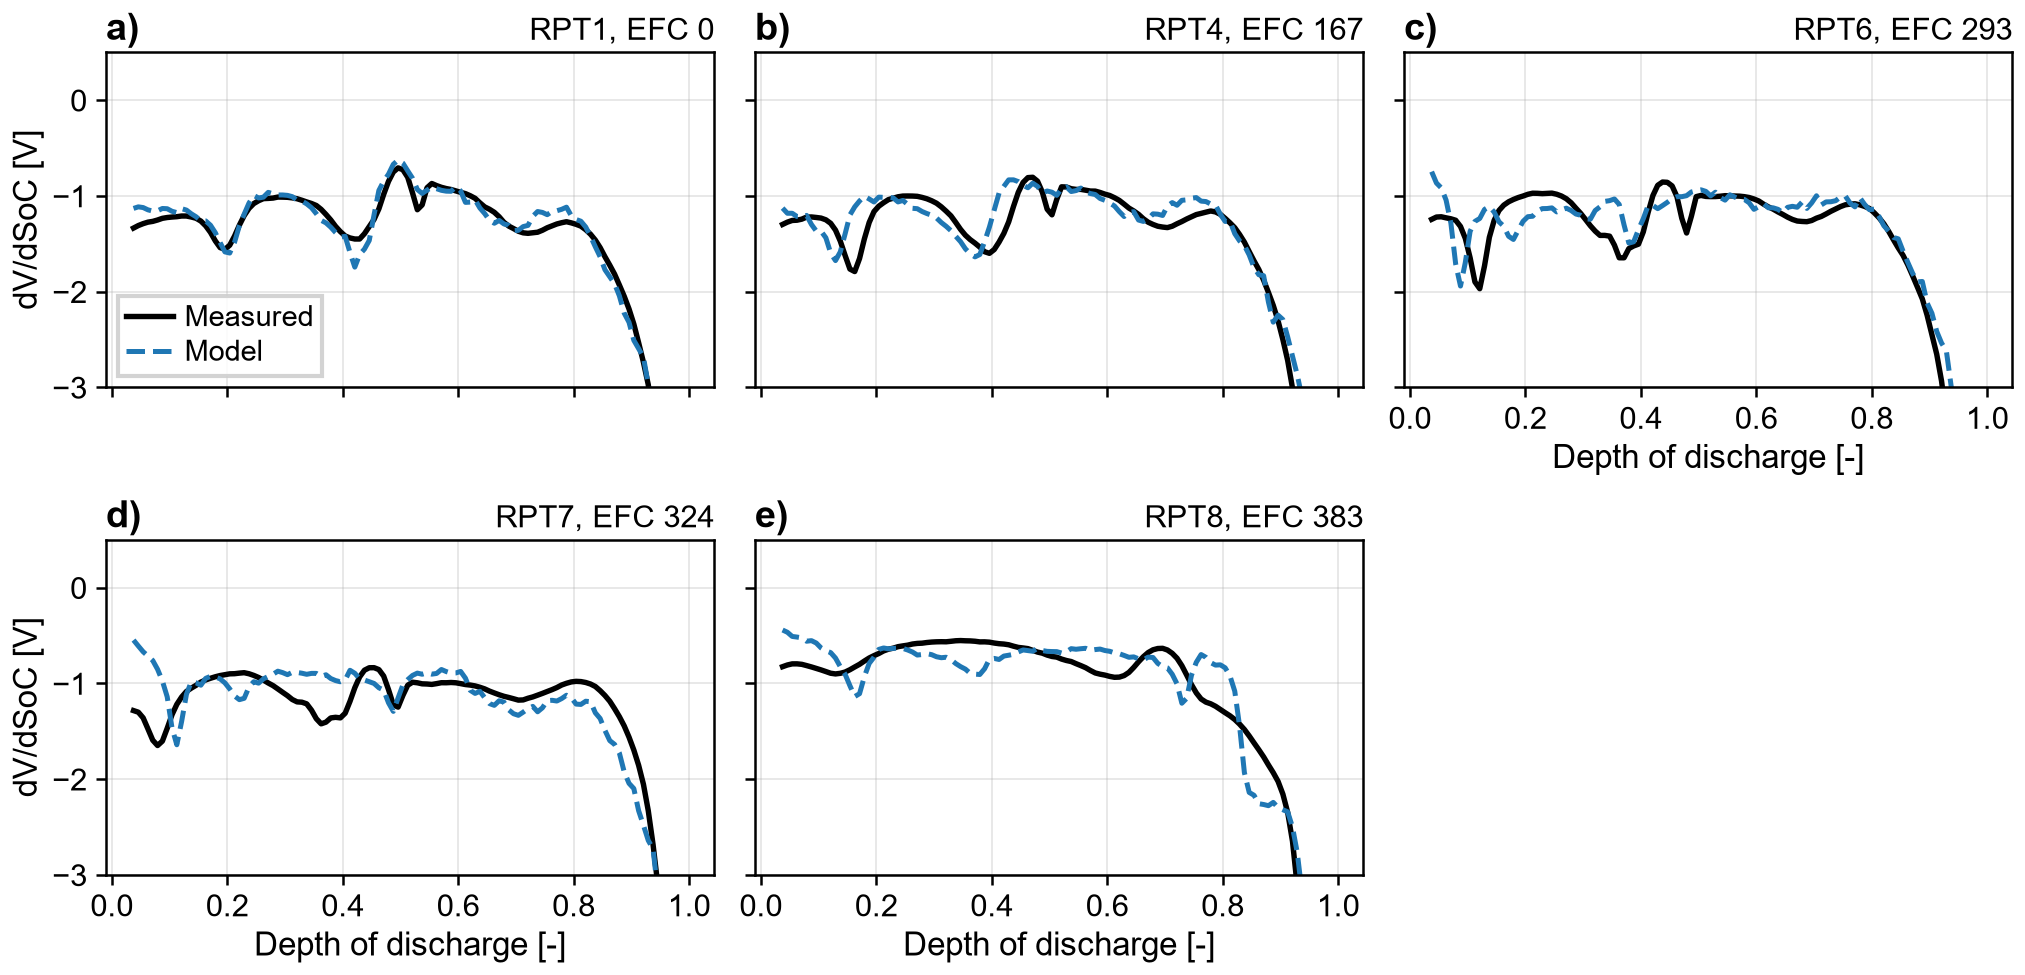 a) RPT1, EFC 0
b) RPT4, EFC 167
c) RPT6, EFC 293
dV/dSoC [V]
0
−1
−2
−3
Measured
Model
0.0 0.2 0.4 0.6 0.8 1.0
Depth of discharge [-]
d) RPT7, EFC 324
e) RPT8, EFC 383
dV/dSoC [V]
0
−1
−2
−3
0.0 0.2 0.4 0.6 0.8 1.0
Depth of discharge [-]
0.0 0.2 0.4 0.6 0.8 1.0
Depth of discharge [-]